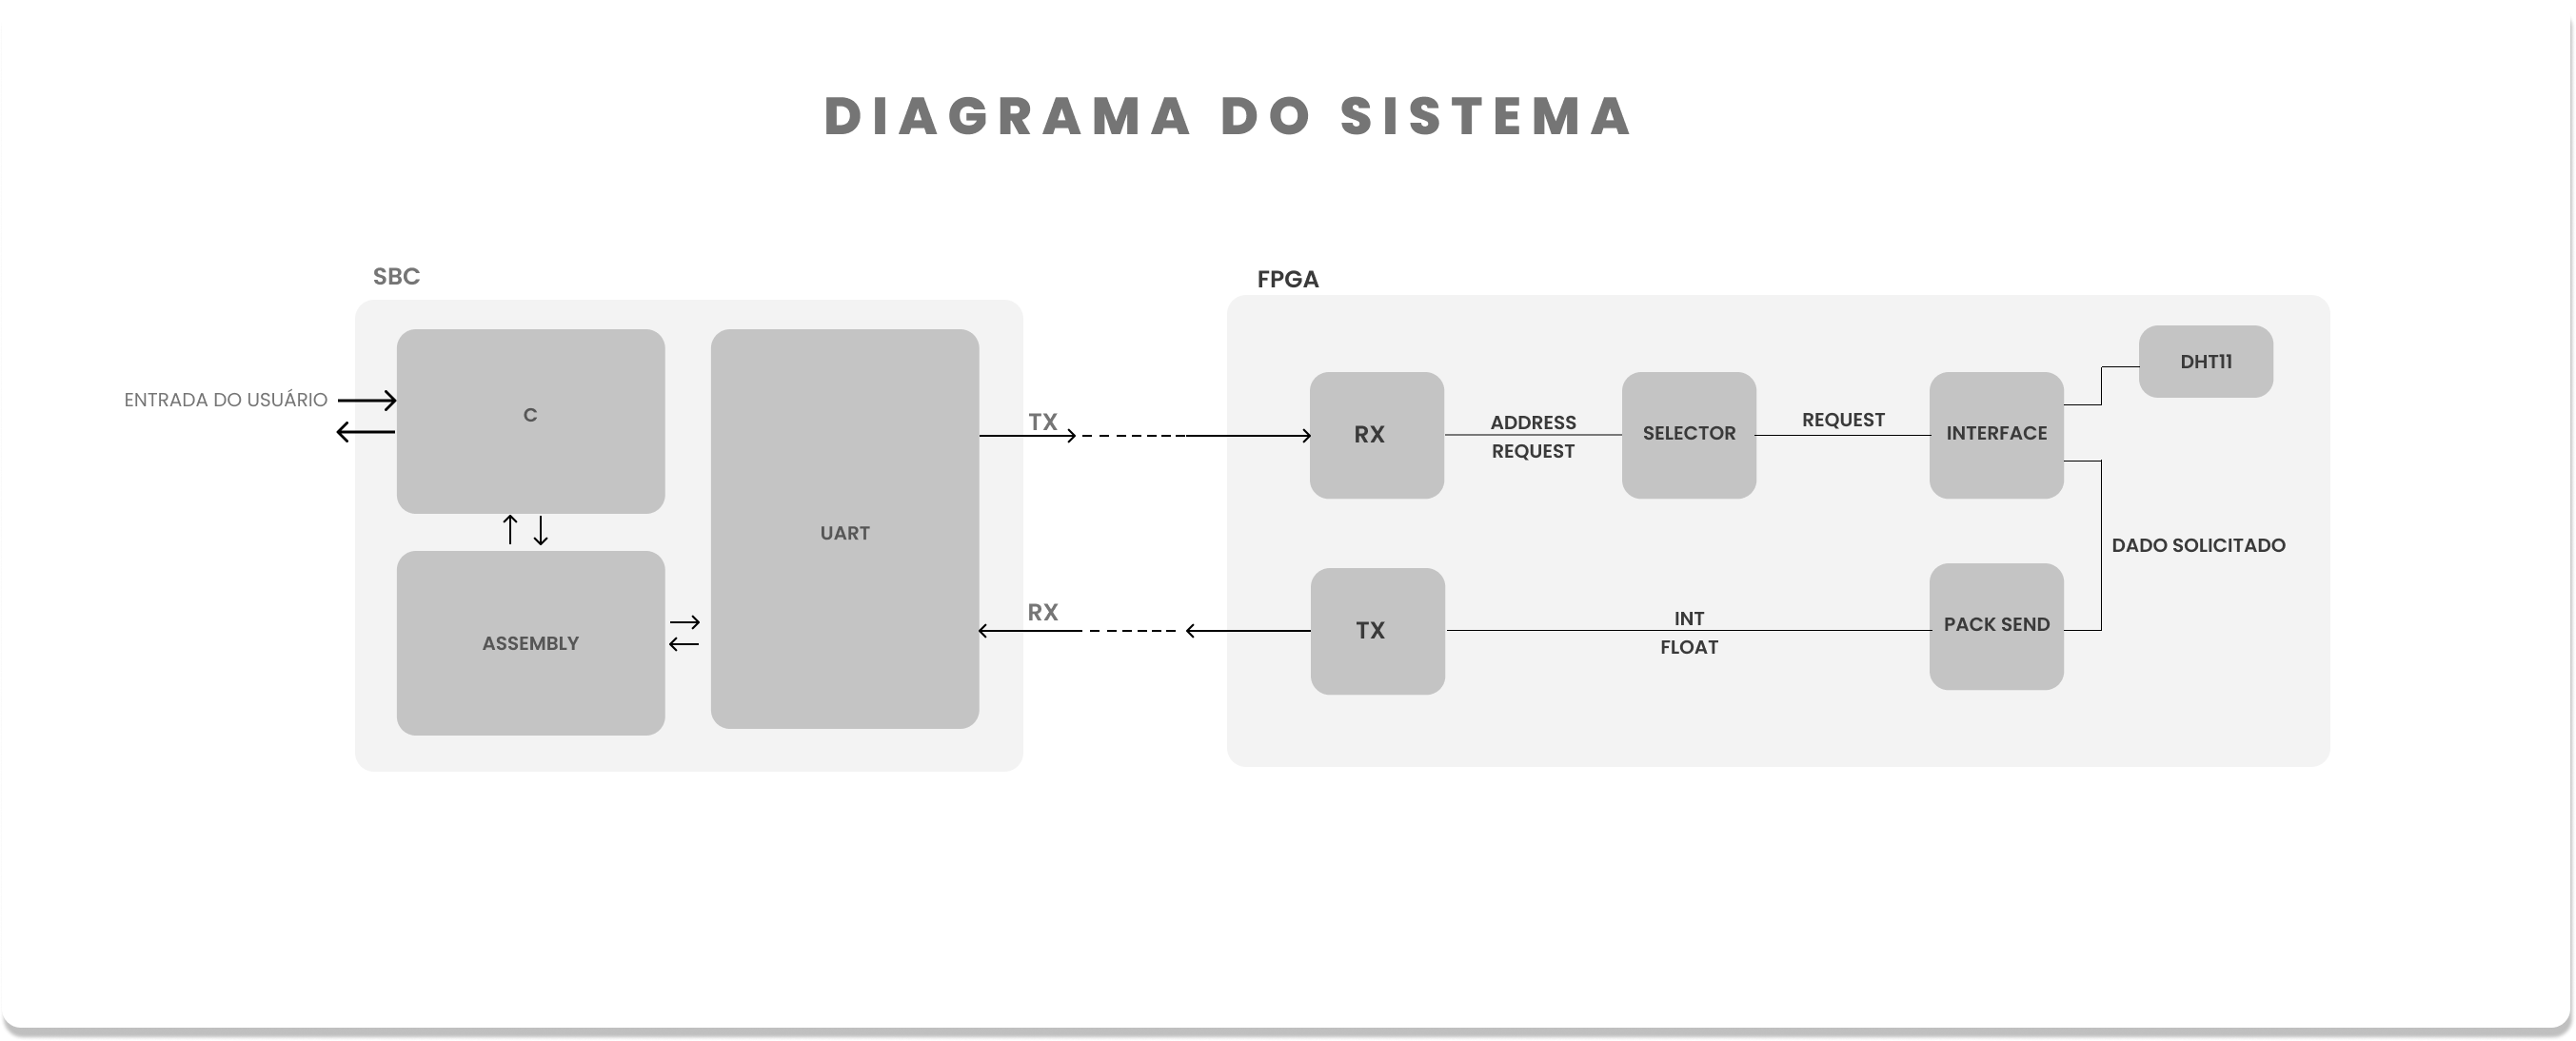 DIAGRAMA DO SISTEMA
SBC
ENTRADA DO USUÁRIO
C
ASSEMBLY
UART
TX
RX
FPGA
RX
ADDRESS
REQUEST
SELECTOR
REQUEST
INTERFACE
DHT11
DADO SOLICITADO
TX
INT
FLOAT
PACK SEND